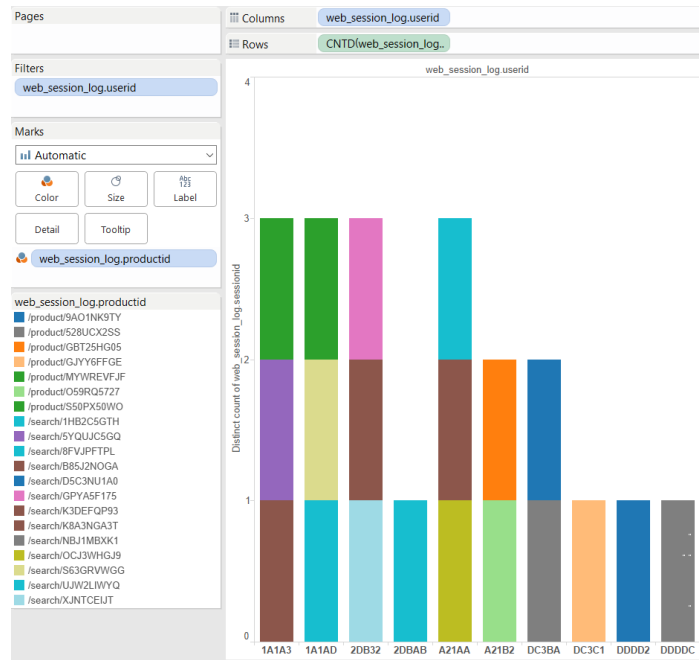 Pages
Columns
web_session_log.userid
Rows
CNTD(web_session_log..
Filters
web_session_log.userid
Marks
Automatic
Color
Size
Abc
123
Label
Detail
Tooltip
web_session_log.productid
web_session_log.productid
/product/9AO1NK9TY
/product/528UCX2SS
/product/GBT25HG05
/product/GJYY6FFGE
/product/MYWREVFJF
/product/O59RQ5727
/product/S50PX50WO
/search/1HB2C5GTH
/search/5YQUJC5GQ
/search/8FVJPFTPL
/search/B85J2NOGA
/search/D5C3NU1A0
/search/GPYA5F175
/search/K3DEFQP93
/search/K8A3NGA3T
/search/NBJ1MBXK1
/search/OCJ3WHGJ9
/search/S63GRVWGG
/search/UJW2LIWYQ
/search/XJNTCEIJT
web_session_log.userid
Distinct count of web_session_log.sessionid
4
3
2
1
0
1A1A3 1A1AD 2DB32 2DBAB A21AA A21B2 DC3BA DC3C1 DDDD2 DDDDC